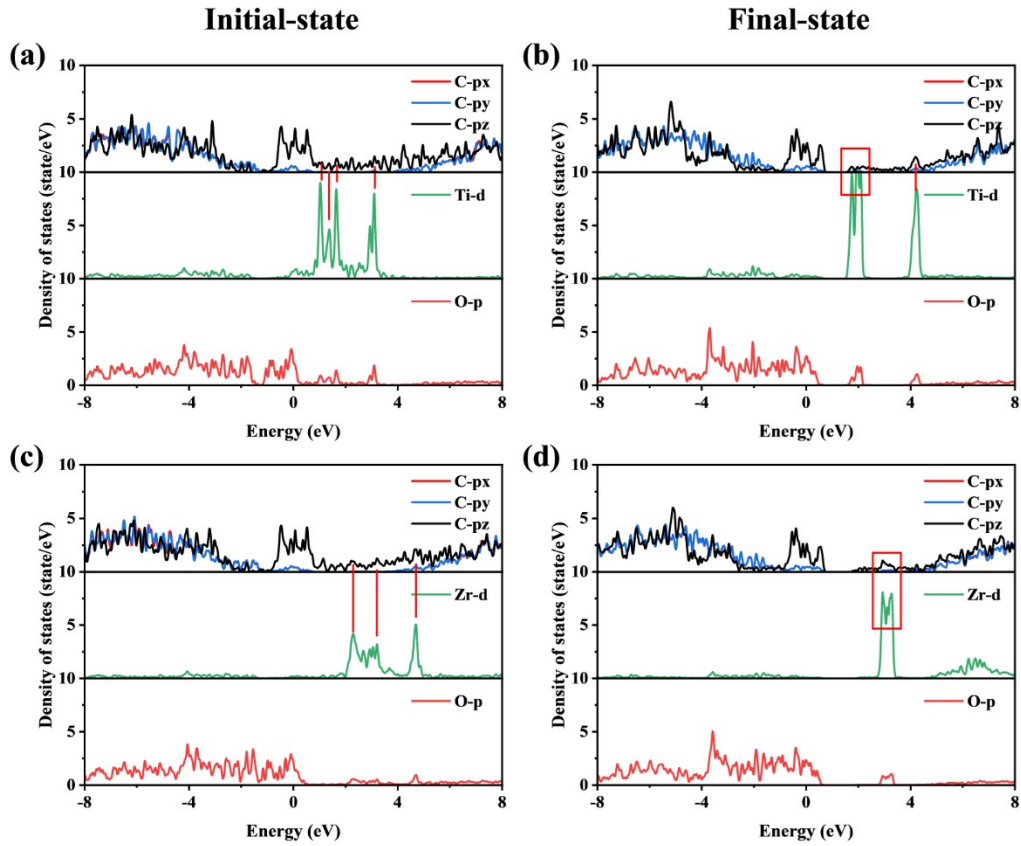 Initial-state
Final-state
(a)
10
5
10
5
10
5
0
C-px
C-py
C-pz
Ti-d
O-p
Density of states (state/eV)
-8
-4
0
4
8
Energy (eV)
(b)
10
5
10
5
10
5
0
C-px
C-py
C-pz
Ti-d
O-p
Density of states (state/eV)
-8
-4
0
4
8
Energy (eV)
(c)
10
5
10
5
10
5
0
C-px
C-py
C-pz
Zr-d
O-p
Density of states (state/eV)
-8
-4
0
4
8
Energy (eV)
(d)
10
5
10
5
10
5
0
C-px
C-py
C-pz
Zr-d
O-p
Density of states (state/eV)
-8
-4
0
4
8
Energy (eV)